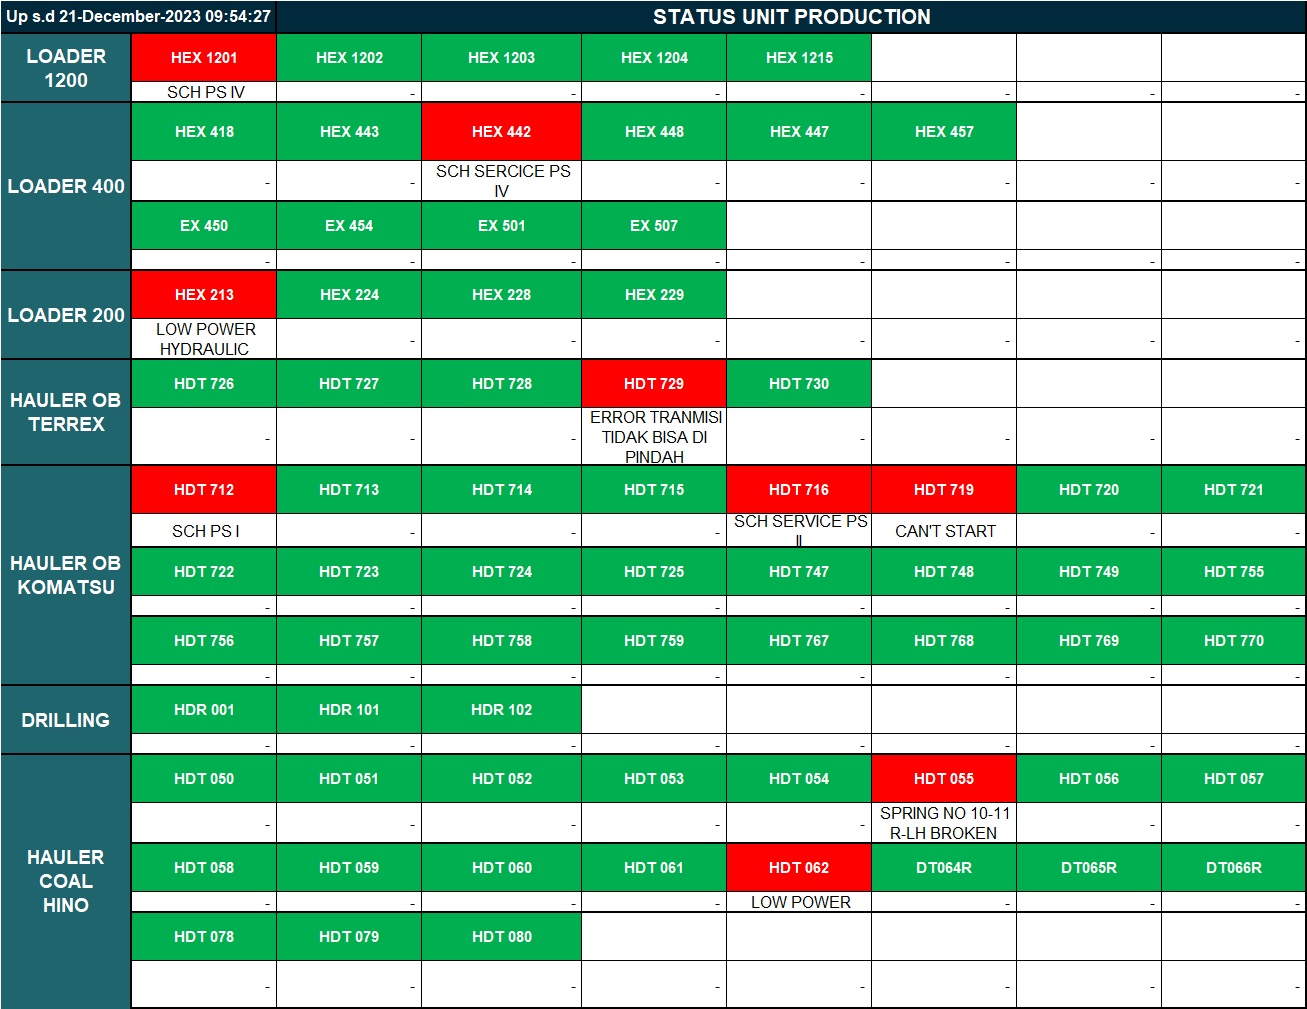 Up s.d 21-December-2023 09:54:27 STATUS UNIT PRODUCTION
LOADER
1200
HEX 1201 HEX 1202 HEX 1203 HEX 1204 HEX 1215
SCH PS IV - - - - - - -
LOADER 400
HEX 418 HEX 443 HEX 442 HEX 448 HEX 447 HEX 457
- - SCH SERCICE PS
IV - - - - -
EX 450 EX 454 EX 501 EX 507
- - - - - - - -
LOADER 200
HEX 213 HEX 224 HEX 228 HEX 229
LOW POWER
HYDRAULIC - - - - - - -
HAULER OB
TERREX
HDT 726 HDT 727 HDT 728 HDT 729 HDT 730
- - - ERROR TRANMISI
TIDAK BISA DI
PINDAH - - - -
HAULER OB
KOMATSU
HDT 712 HDT 713 HDT 714 HDT 715 HDT 716 HDT 719 HDT 720 HDT 721
SCH PS I - - - SCH SERVICE PS
II CAN'T START - -
HDT 722 HDT 723 HDT 724 HDT 725 HDT 747 HDT 748 HDT 749 HDT 755
- - - - - - - -
HDT 756 HDT 757 HDT 758 HDT 759 HDT 767 HDT 768 HDT 769 HDT 770
- - - - - - - -
DRILLING
HDR 001 HDR 101 HDR 102
- - - - - - - -
HAULER
COAL
HINO
HDT 050 HDT 051 HDT 052 HDT 053 HDT 054 HDT 055 HDT 056 HDT 057
- - - - - SPRING NO 10-11
R-LH BROKEN - -
HDT 058 HDT 059 HDT 060 HDT 061 HDT 062 DT064R DT065R DT066R
- - - - LOW POWER - - -
HDT 078 HDT 079 HDT 080
- - - - - - - -